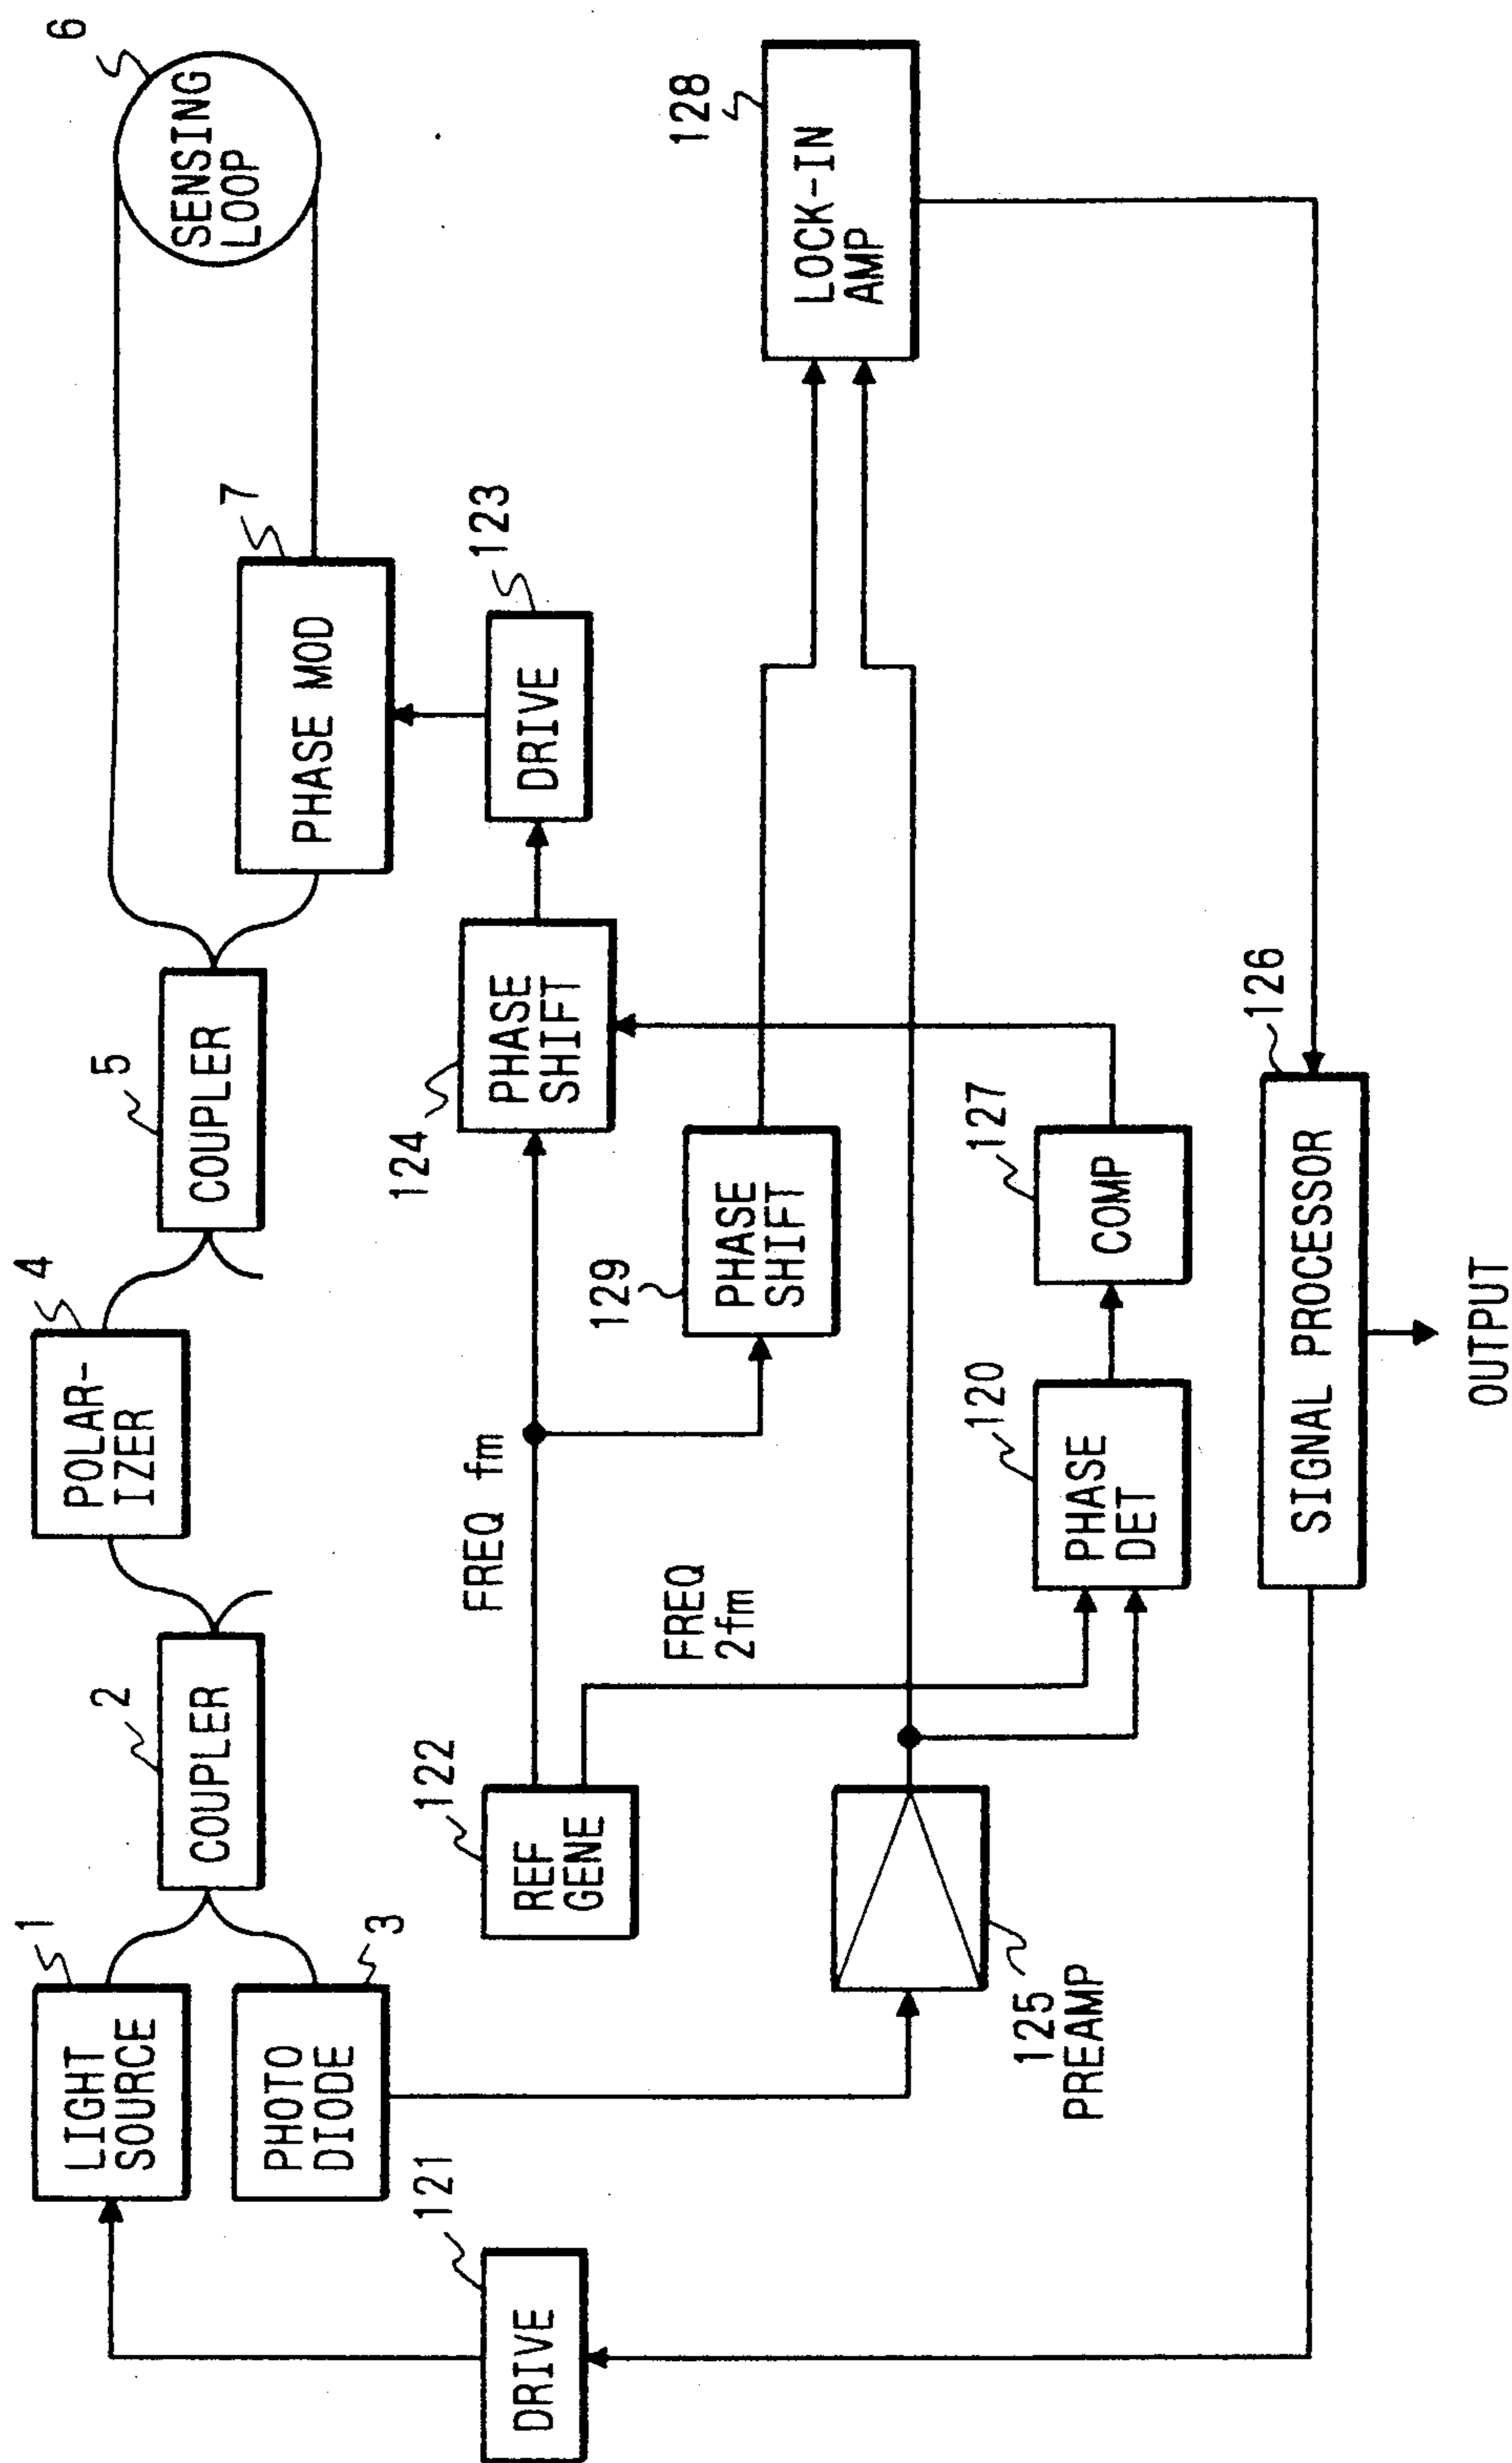 1
LIGHT
SOURCE
2
COUPLER
4
POLAR-
IZER
5
COUPLER
6
SENSING
LOOP
3
PHOTO
DIODE
7
PHASE MOD
121
DRIVE
122
REF
GENE
FREQ fm
124
PHASE
SHIFT
123
DRIVE
FREQ
2fm
129
PHASE
SHIFT
128
LOCK-IN
AMP
125
PREAMP
120
PHASE
DET
127
COMP
126
SIGNAL PROCESSOR
OUTPUT